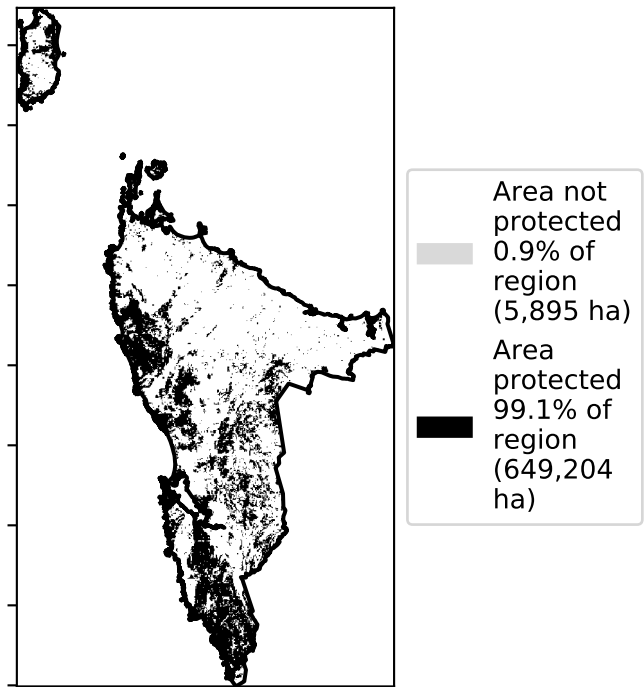 Area not
protected
0.9% of
region
(5,895 ha)
Area
protected
99.1% of
region
(649,204
ha)